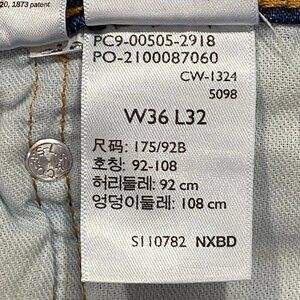 20, 1873 patent
PC9-00505-2918
PO-2100087060
CW-1324
5098
W36 L32
尺码: 175/92B
호칭: 92-108
허리둘레: 92 cm
엉덩이둘레: 108 cm
S110782 NXBD